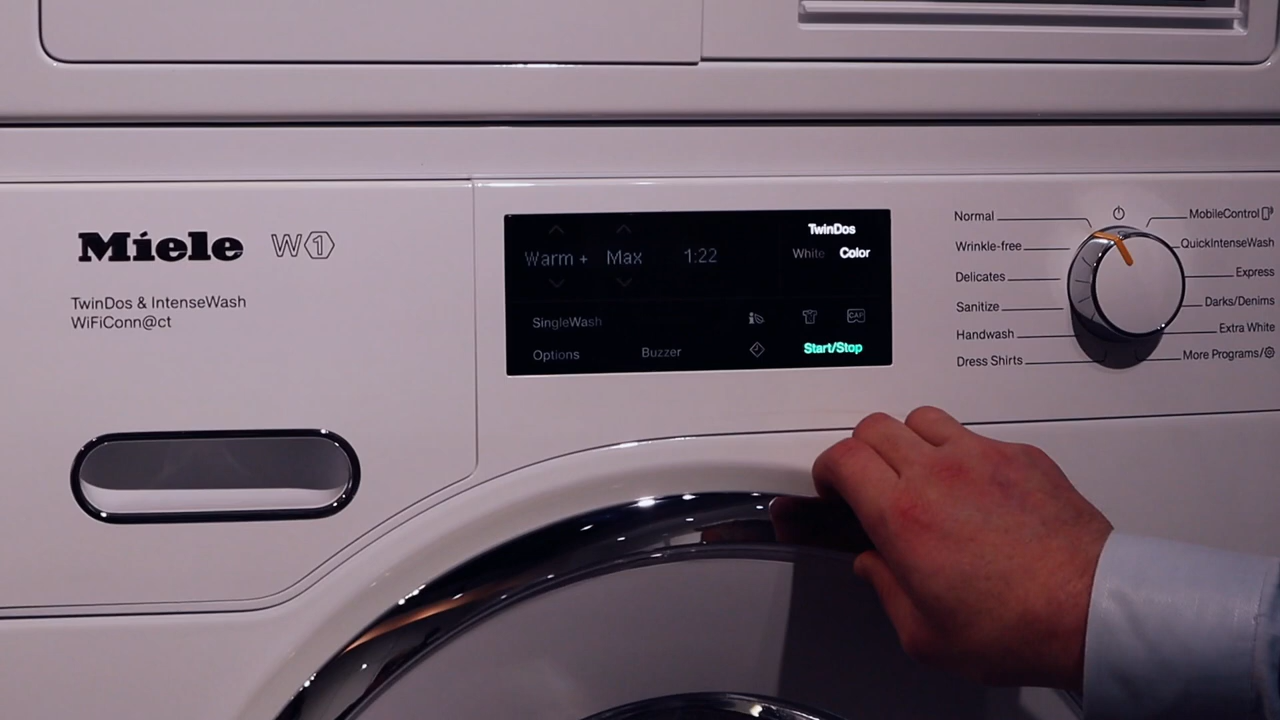 Miele W1
TwinDos & IntenseWash
WiFiConn@ct
TwinDos
Warm + Max 1:22 White Color
SingleWash
CAP
Options Buzzer Start/Stop
Normal
Wrinkle-free
Delicates
Sanitize
Handwash
Dress Shirts
MobileControl
QuickIntenseWash
Express
Darks/Denims
Extra White
More Programs/